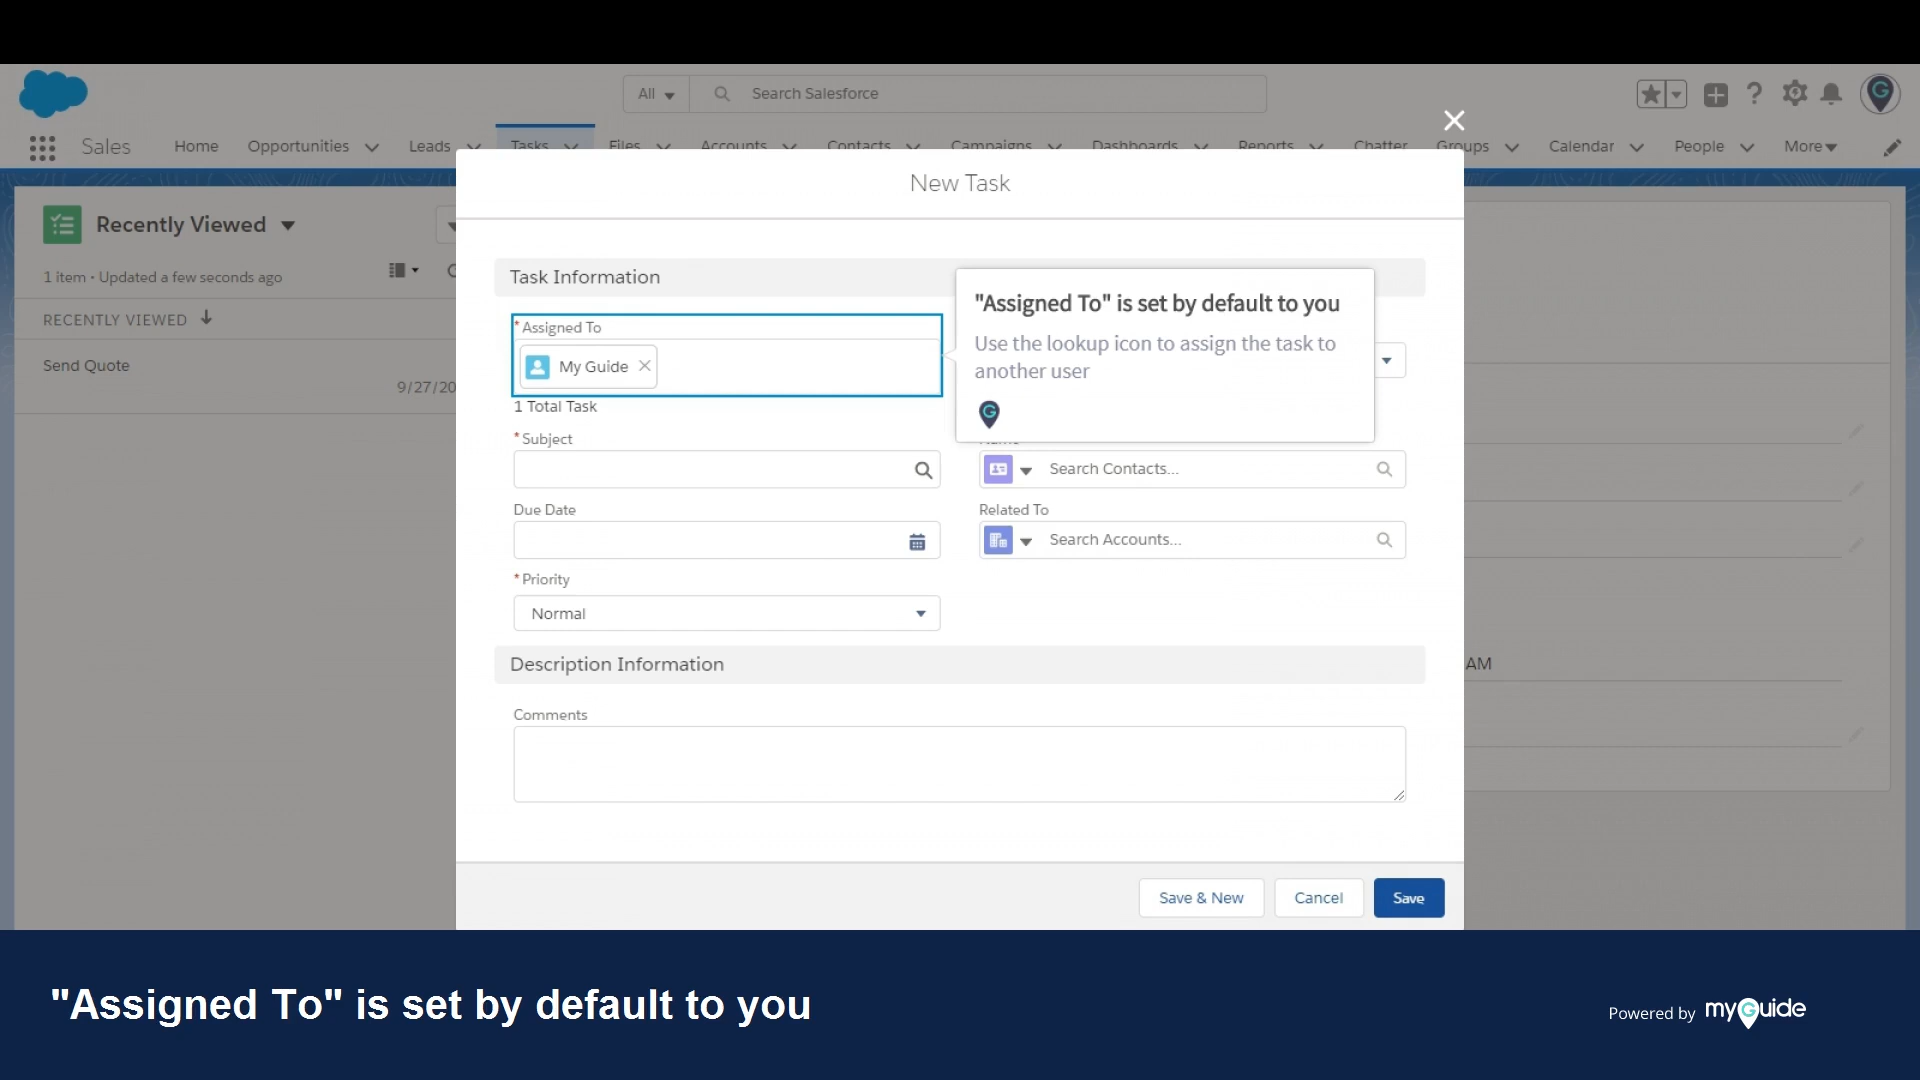 All
Search Salesforce
Sales
Home
Opportunities
Leads
Tasks
Files
Accounts
Contacts
Campaigns
Dashboards
Reports
Chatter
Groups
Calendar
People
More
New Task
Recently Viewed
1 item • Updated a few seconds ago
RECENTLY VIEWED
Send Quote
9/27/20
Task Information
"Assigned To" is set by default to you
Use the lookup icon to assign the task to
another user
* Assigned To
My Guide
1 Total Task
* Subject
Search Contacts...
Due Date
Related To
Search Accounts...
* Priority
Normal
Description Information
AM
Comments
Save & New
Cancel
Save
"Assigned To" is set by default to you
Powered by myGuide